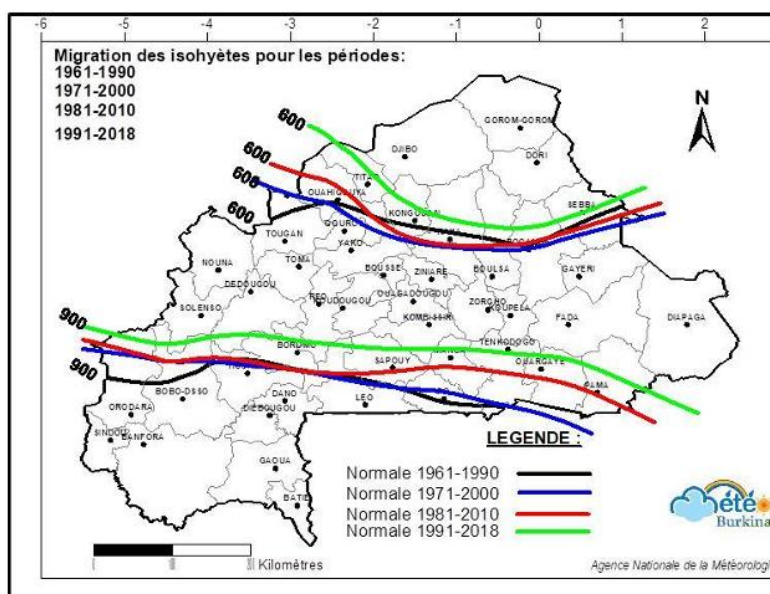 -6 -5 -4 -3 -2 -1 0 1 2
Migration des isohyètes pour les périodes:
1961-1990
1971-2000
1981-2010
1991-2018
N
600
600
600
600
GOROM-GOROM
DJIBO
DORI
TITAO
OUAHIGOUYA
SEBBA
TOUGAN
YAKO
NOUNA
TOMA
BOUSSE
ZINIARE
BOULSA
GAYERI
DEDOUGOU
OUAGADOUGOU
SOLENSO
KOUDOUGOU
ZORGHO
KOUPELA
KOMBISSIRI
FADA
DIAPAGA
900
900
BOROMO
TENKODOGO
SAPOUY
OUARGAYE
PAMA
BOBO-DSSO
DANO
LEO
ORODARA
DIEBOUGOU
SINDOU
BANFORA
GAOUA
BATIE
LEGENDE :
Normale 1961-1990
Normale 1971-2000
Normale 1981-2010
Normale 1991-2018
été
Burkina
Kilomètres
Agence Nationale de la Météorologi